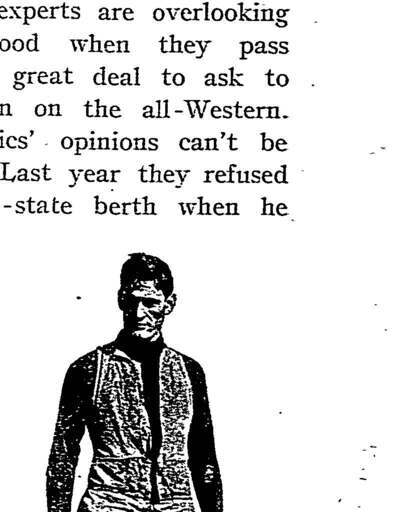 experts are overlooking
ood when they pass
great deal to ask to
n on the all-Western.
ics' opinions can't be
Last year they refused
-state berth when he